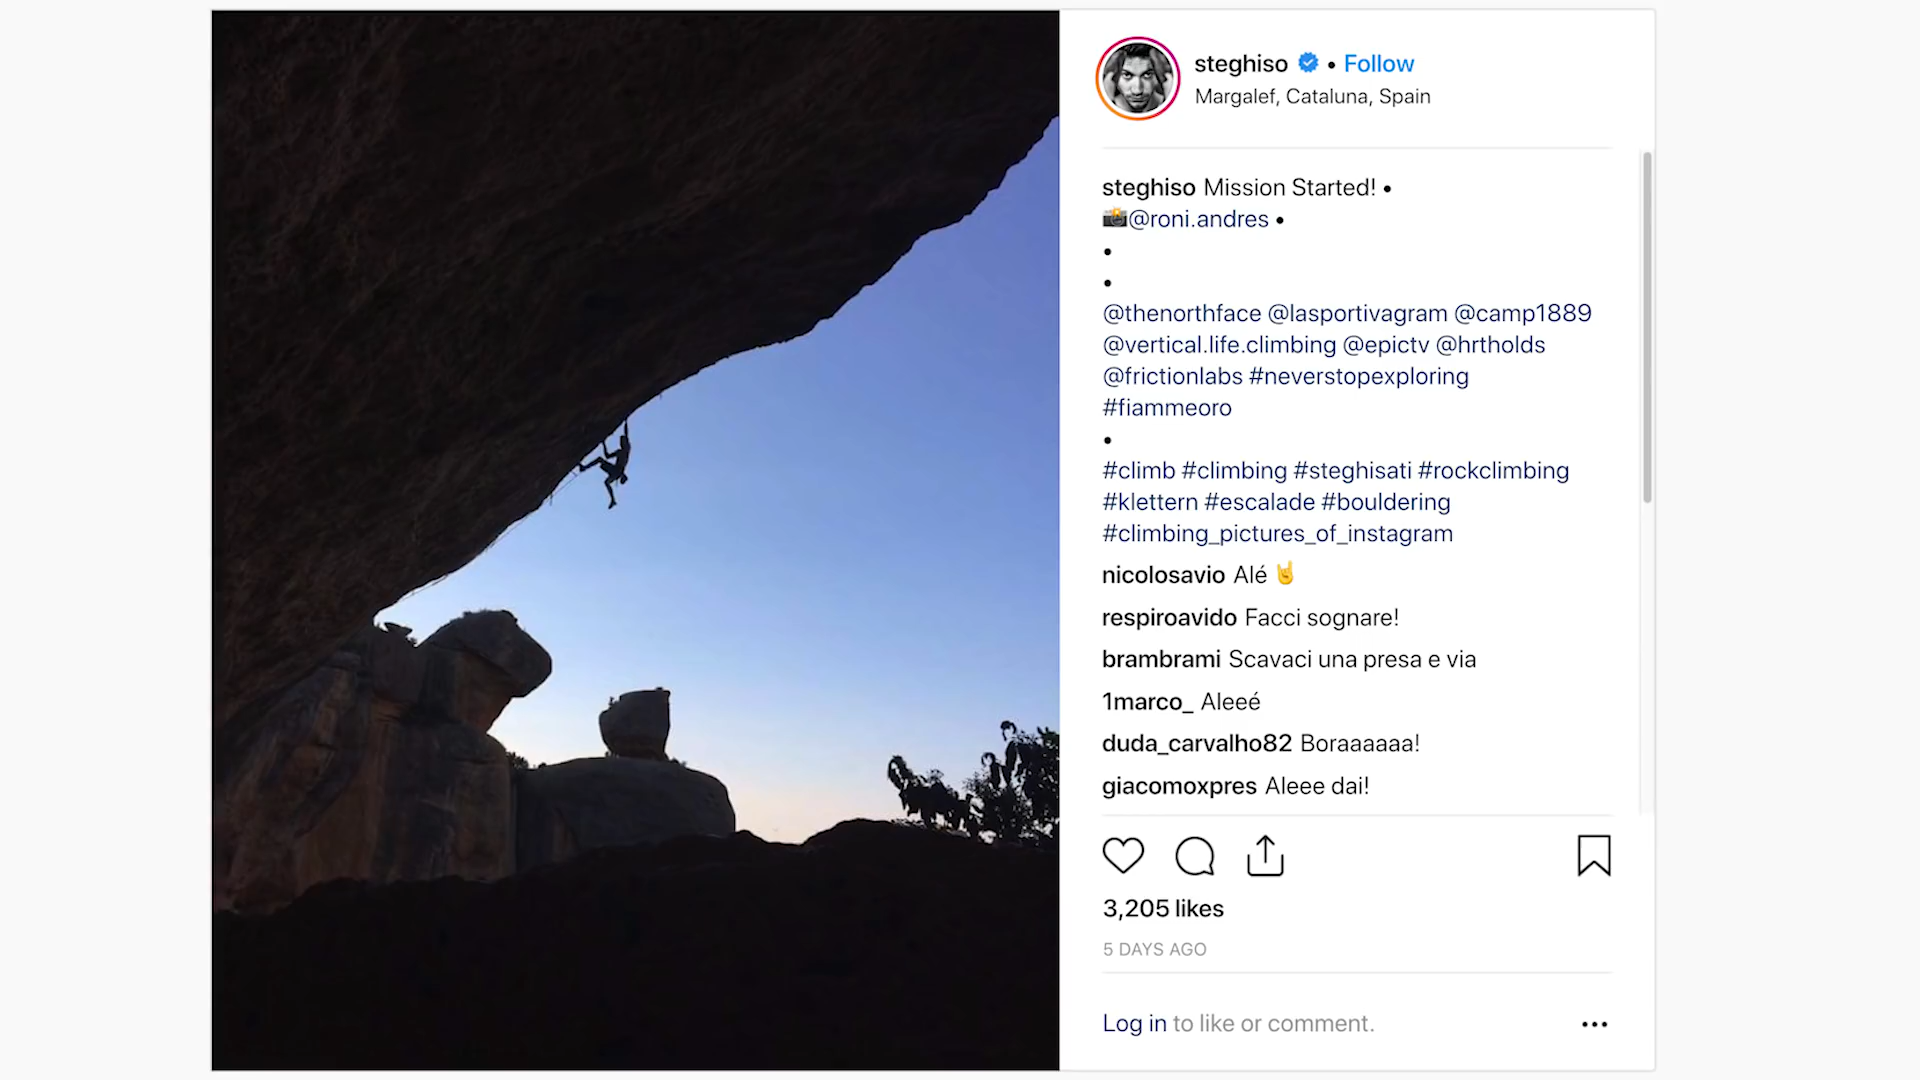 steghiso • Follow
Margalef, Cataluna, Spain
steghiso Mission Started! •
📸@roni.andres •
•
•
@thenorthface @lasportivagram @camp1889
@vertical.life.climbing @epictv @hrtholds
@frictionlabs #neverstopexploring
#fiammeoro
•
#climb #climbing #steghisati #rockclimbing
#klettern #escalade #bouldering
#climbing_pictures_of_instagram
nicolosavio Alé 🤘
respiroavido Facci sognare!
brambrami Scavaci una presa e via
1marco_ Aleeé
duda_carvalho82 Boraaaaaa!
giacomoxpres Aleee dai!
3,205 likes
5 DAYS AGO
Log in to like or comment.